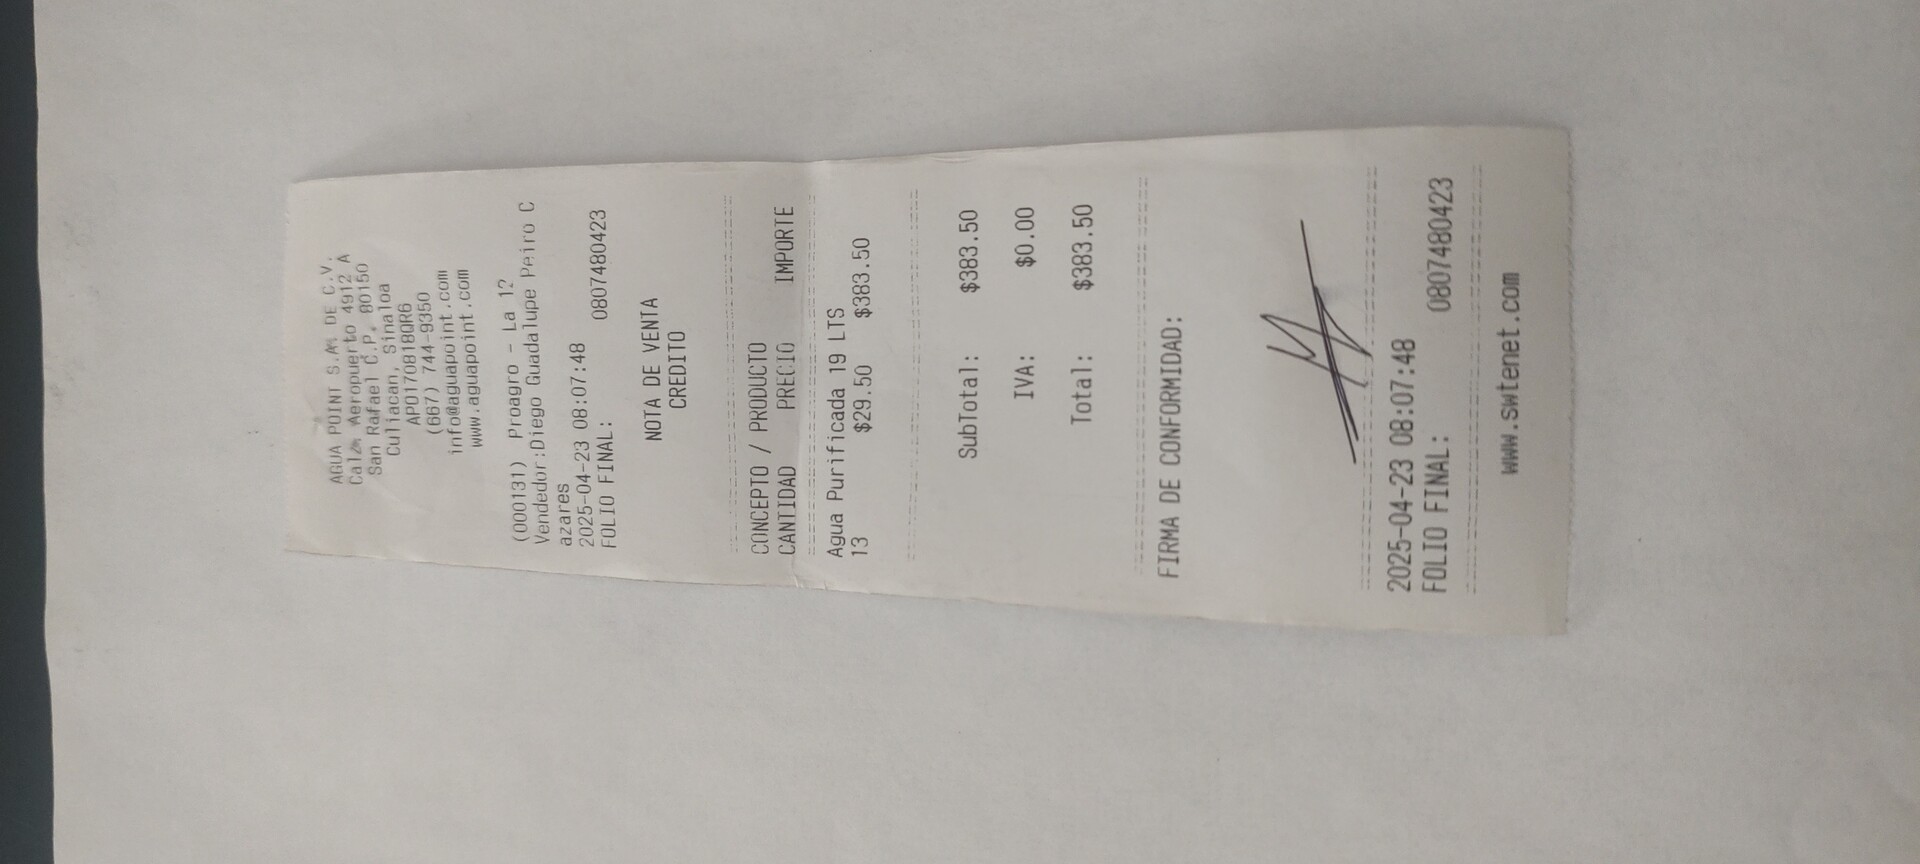 AGUA POINT S.A. DE C.V.
Calz. Aeropuerto 4912 A
San Rafael C.P. 80150
Culiacan, Sinaloa
APO170818QR6
(667) 744-9350
info@aguapoint.com
www.aguapoint.com
(000131) Proagro - La 12
Vendedor:Diego Guadalupe Peiro C
azares
2025-04-23 08:07:48
FOLIO FINAL: 0807480423
NOTA DE VENTA
CREDITO
CONCEPTO / PRODUCTO
CANTIDAD PRECIO IMPORTE
Agua Purificada 19 LTS
13 $29.50 $383.50
SubTotal: $383.50
IVA: $0.00
Total: $383.50
FIRMA DE CONFORMIDAD:
2025-04-23 08:07:48
FOLIO FINAL: 0807480423
www.swtenet.com